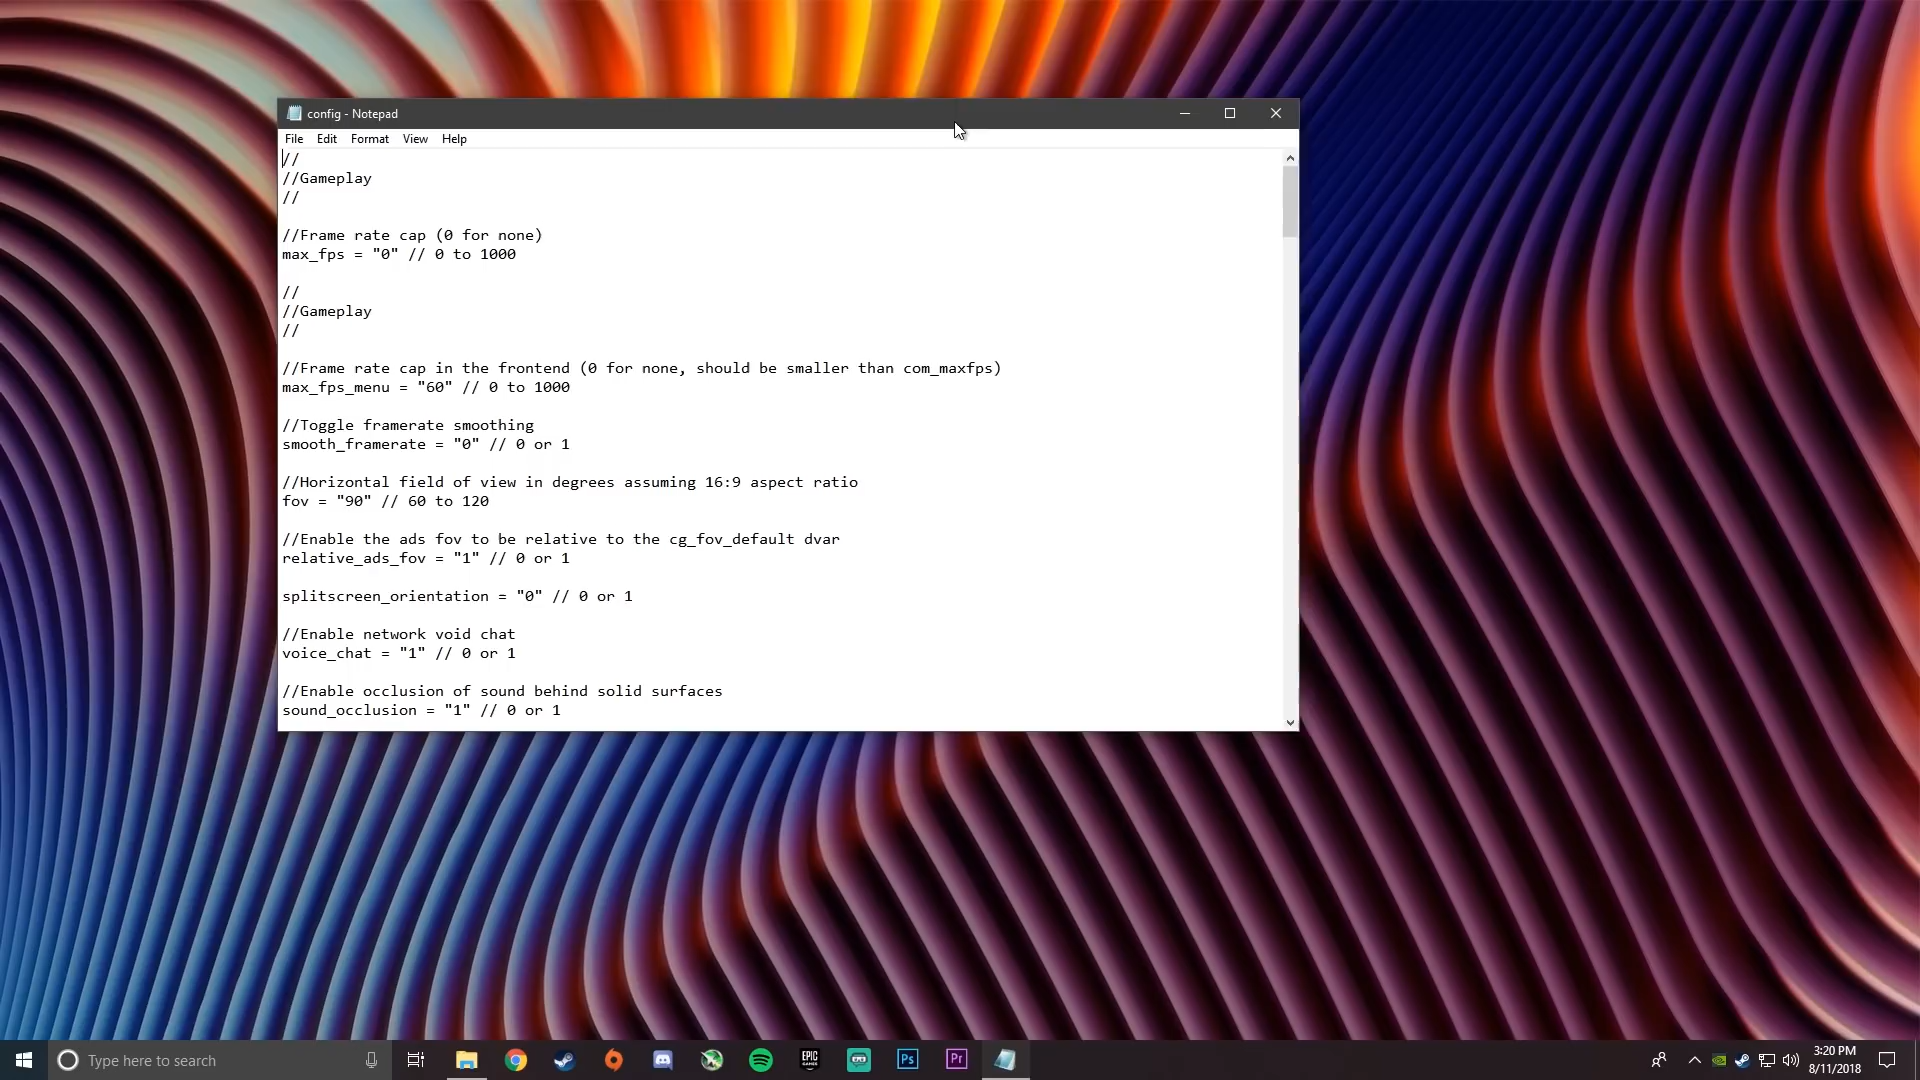 config - Notepad
File Edit Format View Help
//
//Gameplay
//
//Frame rate cap (0 for none)
max_fps = "0" // 0 to 1000
//
//Gameplay
//
//Frame rate cap in the frontend (0 for none, should be smaller than com_maxfps)
max_fps_menu = "60" // 0 to 1000
//Toggle framerate smoothing
smooth_framerate = "0" // 0 or 1
//Horizontal field of view in degrees assuming 16:9 aspect ratio
fov = "90" // 60 to 120
//Enable the ads fov to be relative to the cg_fov_default dvar
relative_ads_fov = "1" // 0 or 1
splitscreen_orientation = "0" // 0 or 1
//Enable network void chat
voice_chat = "1" // 0 or 1
//Enable occlusion of sound behind solid surfaces
sound_occlusion = "1" // 0 or 1
Type here to search
EPIC
GAMES
Ps
Pr
3:20 PM
8/11/2018